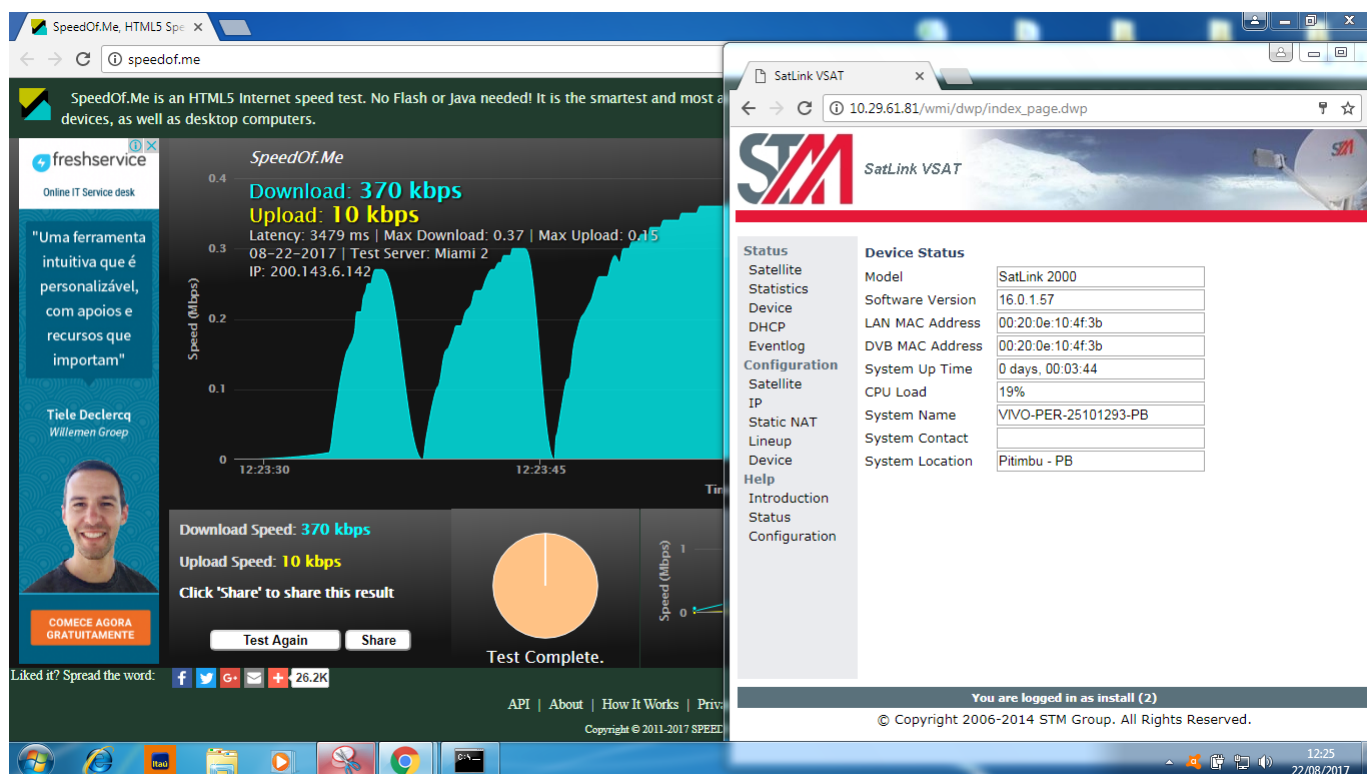 SpeedOf.Me, HTML5 Spe
speedof.me
SpeedOf.Me is an HTML5 Internet speed test. No Flash or Java needed! It is the smartest and most a
devices, as well as desktop computers.
freshservice
Online IT Service desk
"Uma ferramenta
intuitiva que é
personalizável,
com apoios e
recursos que
importam"
Tiele Declercq
Willemen Groep
COMECE AGORA
GRATUITAMENTE
SpeedOf.Me
Download: 370 kbps
Upload: 10 kbps
Latency: 3479 ms | Max Download: 0.37 | Max Upload: 0.15
08-22-2017 | Test Server: Miami 2
IP: 200.143.6.142
Speed (Mbps)
0.4
0.3
0.2
0.1
0
12:23:30
12:23:45
Tim
Download Speed: 370 kbps
Upload Speed: 10 kbps
Click 'Share' to share this result
Test Again
Share
Test Complete.
Speed (Mbps)
1
0
Liked it? Spread the word:
26.2K
API | About | How It Works | Priv
Copyright © 2011-2017 SPEED
SatLink VSAT
10.29.61.81/wmi/dwp/index_page.dwp
STM
SatLink VSAT
STM
Status
Satellite
Statistics
Device
DHCP
Eventlog
Configuration
Satellite
IP
Static NAT
Lineup
Device
Help
Introduction
Status
Configuration
Device Status
Model SatLink 2000
Software Version 16.0.1.57
LAN MAC Address 00:20:0e:10:4f:3b
DVB MAC Address 00:20:0e:10:4f:3b
System Up Time 0 days, 00:03:44
CPU Load 19%
System Name VIVO-PER-25101293-PB
System Contact
System Location Pitimbu - PB
You are logged in as install (2)
© Copyright 2006-2014 STM Group. All Rights Reserved.
Itaú
C:\_
12:25
22/08/2017